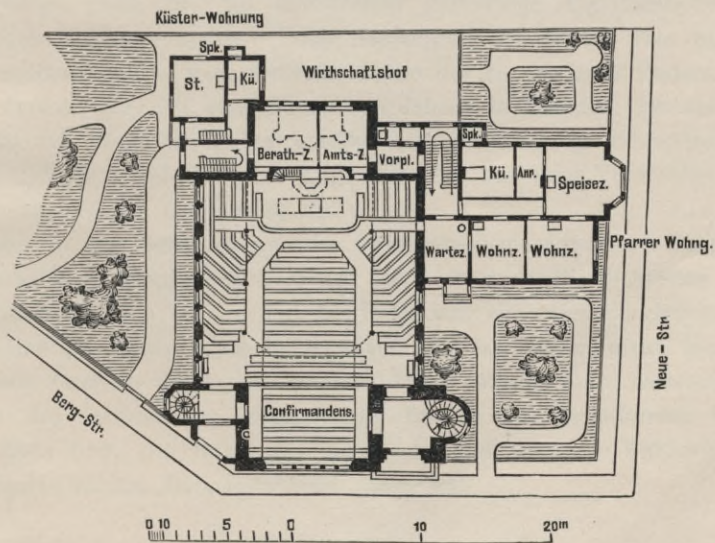 Küster-Wohnung
Spk.
St.
Kü.
Wirthschaftshof
Berath.-Z.
Amts-Z.
Vorpl.
Spk.
Kü.
Anr.
Speisez.
Wartez.
Wohnz.
Wohnz.
Pfarrer Wohng.
Neue-Str
Berg-Str.
Confirmandens.
0 10 5 0 10 20m